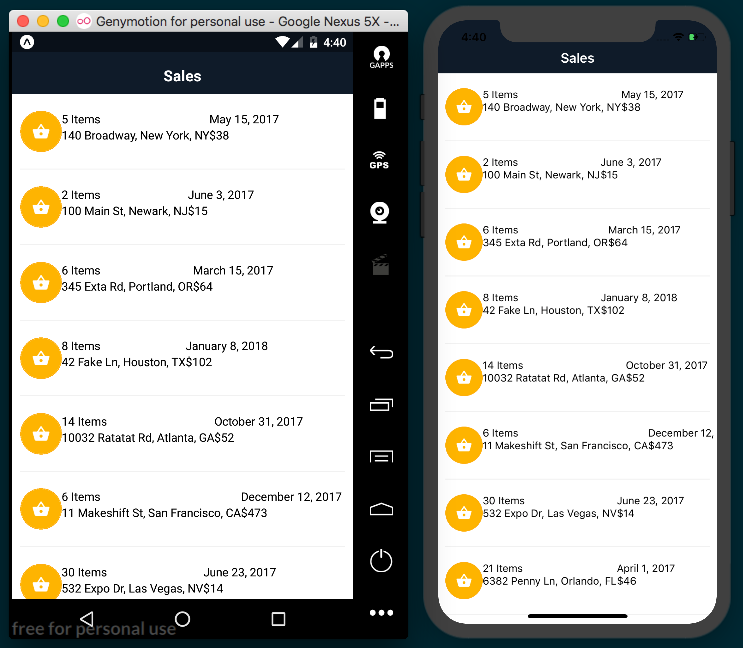 Genymotion for personal use - Google Nexus 5X -...
4:40
Sales
5 Items May 15, 2017
140 Broadway, New York, NY$38
2 Items June 3, 2017
100 Main St, Newark, NJ$15
6 Items March 15, 2017
345 Exta Rd, Portland, OR$64
8 Items January 8, 2018
42 Fake Ln, Houston, TX$102
14 Items October 31, 2017
10032 Ratatat Rd, Atlanta, GA$52
6 Items December 12, 2017
11 Makeshift St, San Francisco, CA$473
30 Items June 23, 2017
532 Expo Dr, Las Vegas, NV$14
free for personal use
GAPPS
GPS
4:40
Sales
5 Items May 15, 2017
140 Broadway, New York, NY$38
2 Items June 3, 2017
100 Main St, Newark, NJ$15
6 Items March 15, 2017
345 Exta Rd, Portland, OR$64
8 Items January 8, 2018
42 Fake Ln, Houston, TX$102
14 Items October 31, 2017
10032 Ratatat Rd, Atlanta, GA$52
6 Items December 12,
11 Makeshift St, San Francisco, CA$473
30 Items June 23, 2017
532 Expo Dr, Las Vegas, NV$14
21 Items April 1, 2017
6382 Penny Ln, Orlando, FL$46